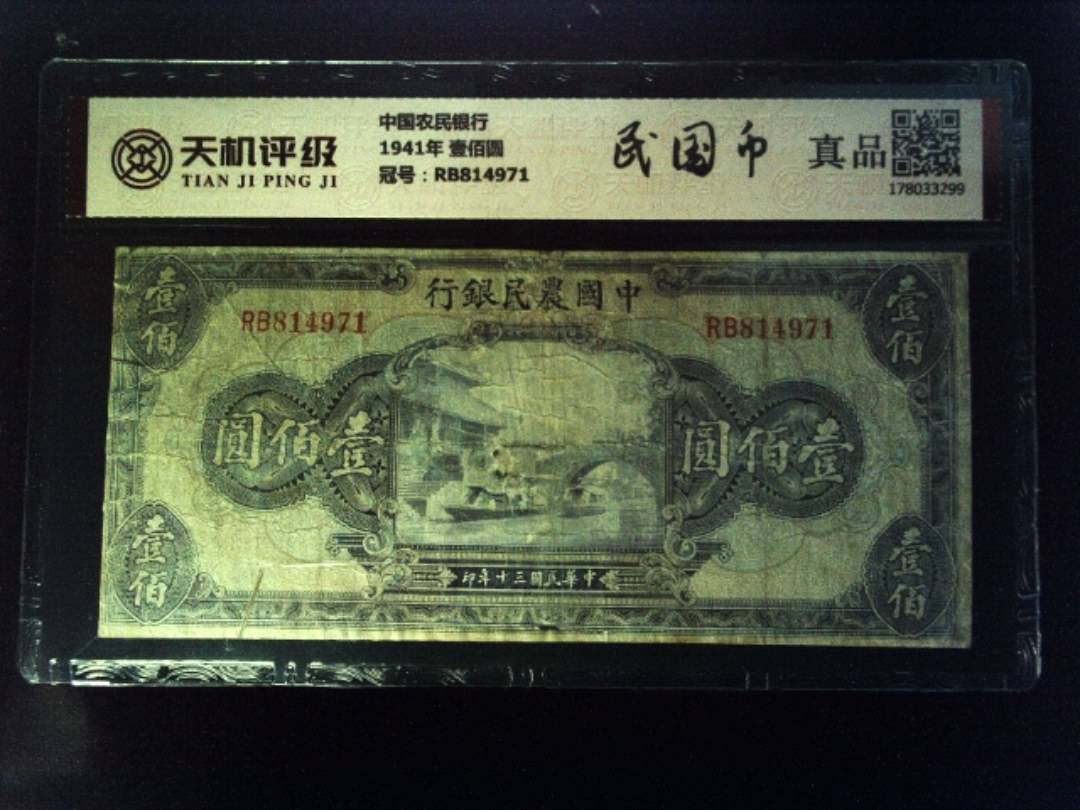 天机评级
TIAN JI PING JI
中国农民银行
1941年 壹佰圆
冠号：RB814971
民国币
真品
178033299
行銀民農國中
壹佰
壹佰
RB814971
RB814971
圓佰壹
圓佰壹
壹佰
壹佰
印年十三國民華中